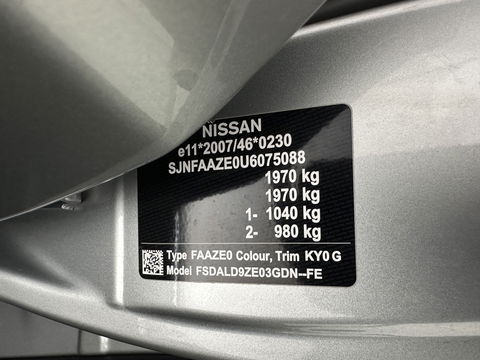 NISSAN
e11*2007/46*0230
SJNFAAZE0U6075088
1970 kg
1970 kg
1- 1040 kg
2- 980 kg
Type FAAZE0 Colour, Trim KY0 G
Model FSDALD9ZE03GDN--FE